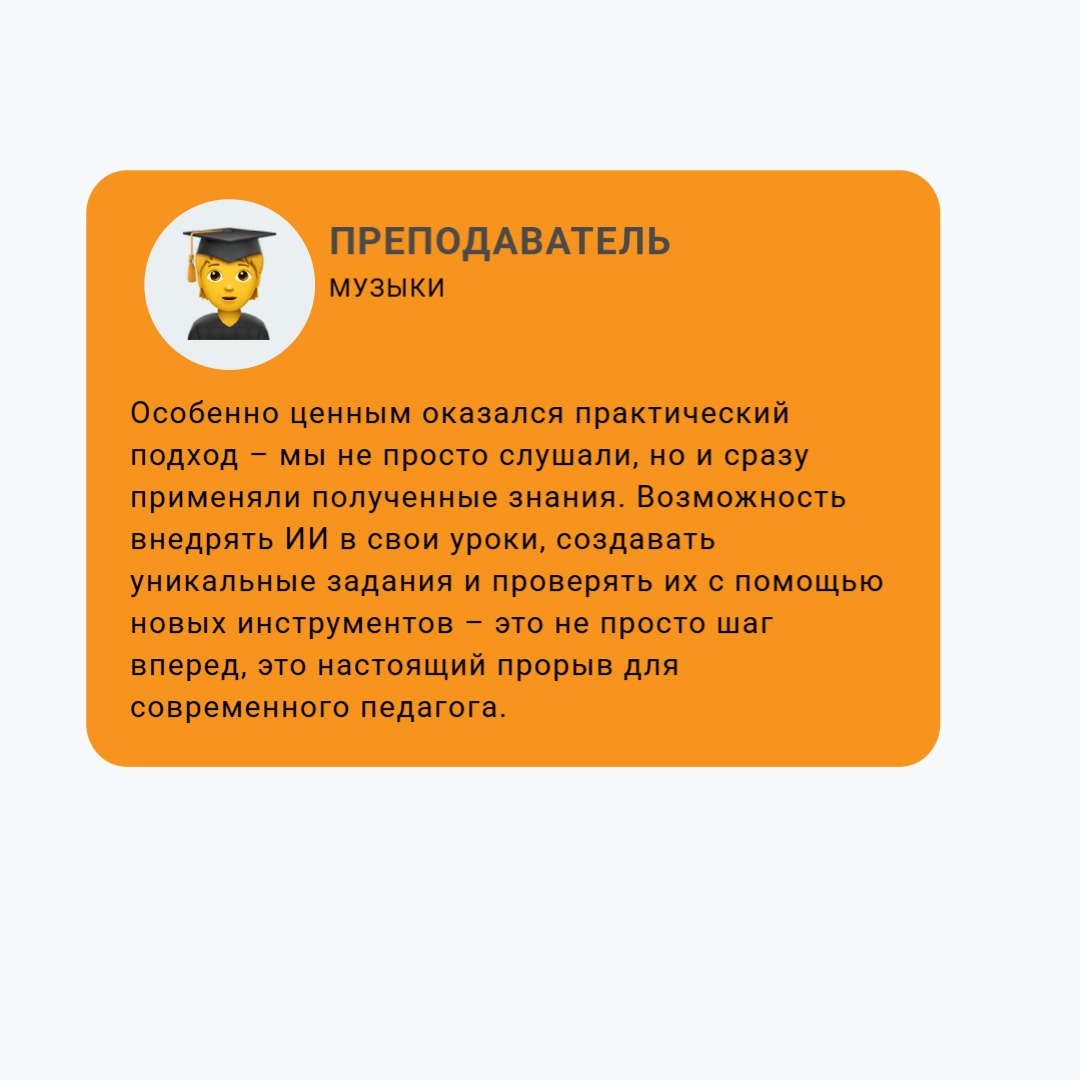 ПРЕПОДАВАТЕЛЬ
МУЗЫКИ
Особенно ценным оказался практический
подход – мы не просто слушали, но и сразу
применяли полученные знания. Возможность
внедрять ИИ в свои уроки, создавать
уникальные задания и проверять их с помощью
новых инструментов – это не просто шаг
вперед, это настоящий прорыв для
современного педагога.